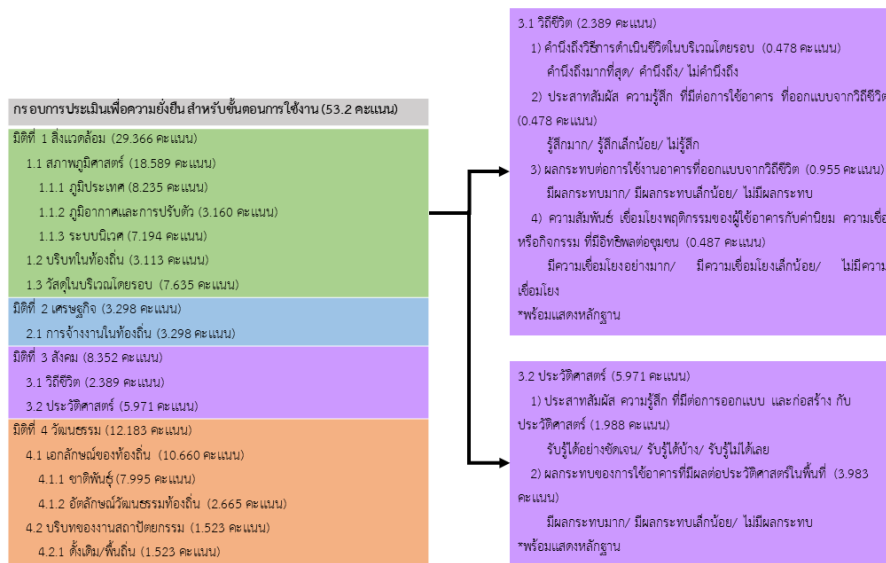 กรอบการประเมินเพื่อความยั่งยืน สำหรับขั้นตอนการใช้งาน (53.2 คะแนน)
มิติที่ 1 สิ่งแวดล้อม (29.366 คะแนน)
1.1 สภาพภูมิศาสตร์ (18.589 คะแนน)
1.1.1 ภูมิประเทศ (8.235 คะแนน)
1.1.2 ภูมิอากาศและการปรับตัว (3.160 คะแนน)
1.1.3 ระบบนิเวศ (7.194 คะแนน)
1.2 บริบทในท้องถิ่น (3.113 คะแนน)
1.3 วัสดุในบริเวณโดยรอบ (7.635 คะแนน)
มิติที่ 2 เศรษฐกิจ (3.298 คะแนน)
2.1 การจ้างงานในท้องถิ่น (3.298 คะแนน)
มิติที่ 3 สังคม (8.352 คะแนน)
3.1 วิถีชีวิต (2.389 คะแนน)
3.2 ประวัติศาสตร์ (5.971 คะแนน)
มิติที่ 4 วัฒนธรรม (12.183 คะแนน)
4.1 เอกลักษณ์ของท้องถิ่น (10.660 คะแนน)
4.1.1 ชาติพันธุ์ (7.995 คะแนน)
4.1.2 อัตลักษณ์วัฒนธรรมท้องถิ่น (2.665 คะแนน)
4.2 บริบทของงานสถาปัตยกรรม (1.523 คะแนน)
4.2.1 ดั้งเดิม/พื้นถิ่น (1.523 คะแนน)
3.1 วิถีชีวิต (2.389 คะแนน)
1) คำนึงถึงวิธีการดำเนินชีวิตในบริเวณโดยรอบ (0.478 คะแนน)
คำนึงถึงมากที่สุด/ คำนึงถึง/ ไม่คำนึงถึง
2) ประสาทสัมผัส ความรู้สึก ที่มีต่อการใช้อาคาร ที่ออกแบบจากวิถีชีวิต
(0.478 คะแนน)
รู้สึกมาก/ รู้สึกเล็กน้อย/ ไม่รู้สึก
3) ผลกระทบต่อการใช้งานอาคารที่ออกแบบจากวิถีชีวิต (0.955 คะแนน)
มีผลกระทบมาก/ มีผลกระทบเล็กน้อย/ ไม่มีผลกระทบ
4) ความสัมพันธ์ เชื่อมโยงพฤติกรรมของผู้ใช้อาคารกับค่านิยม ความเชื่อ
หรือกิจกรรม ที่มีอิทธิพลต่อชุมชน (0.487 คะแนน)
มีความเชื่อมโยงอย่างมาก/ มีความเชื่อมโยงเล็กน้อย/ ไม่มีความ
เชื่อมโยง
*พร้อมแสดงหลักฐาน
3.2 ประวัติศาสตร์ (5.971 คะแนน)
1) ประสาทสัมผัส ความรู้สึก ที่มีต่อการออกแบบ และก่อสร้าง กับ
ประวัติศาสตร์ (1.988 คะแนน)
รับรู้ได้อย่างชัดเจน/ รับรู้ได้บ้าง/ รับรู้ไม่ได้เลย
2) ผลกระทบของการใช้อาคารที่มีผลต่อประวัติศาสตร์ในพื้นที่ (3.983
คะแนน)
มีผลกระทบมาก/ มีผลกระทบเล็กน้อย/ ไม่มีผลกระทบ
*พร้อมแสดงหลักฐาน